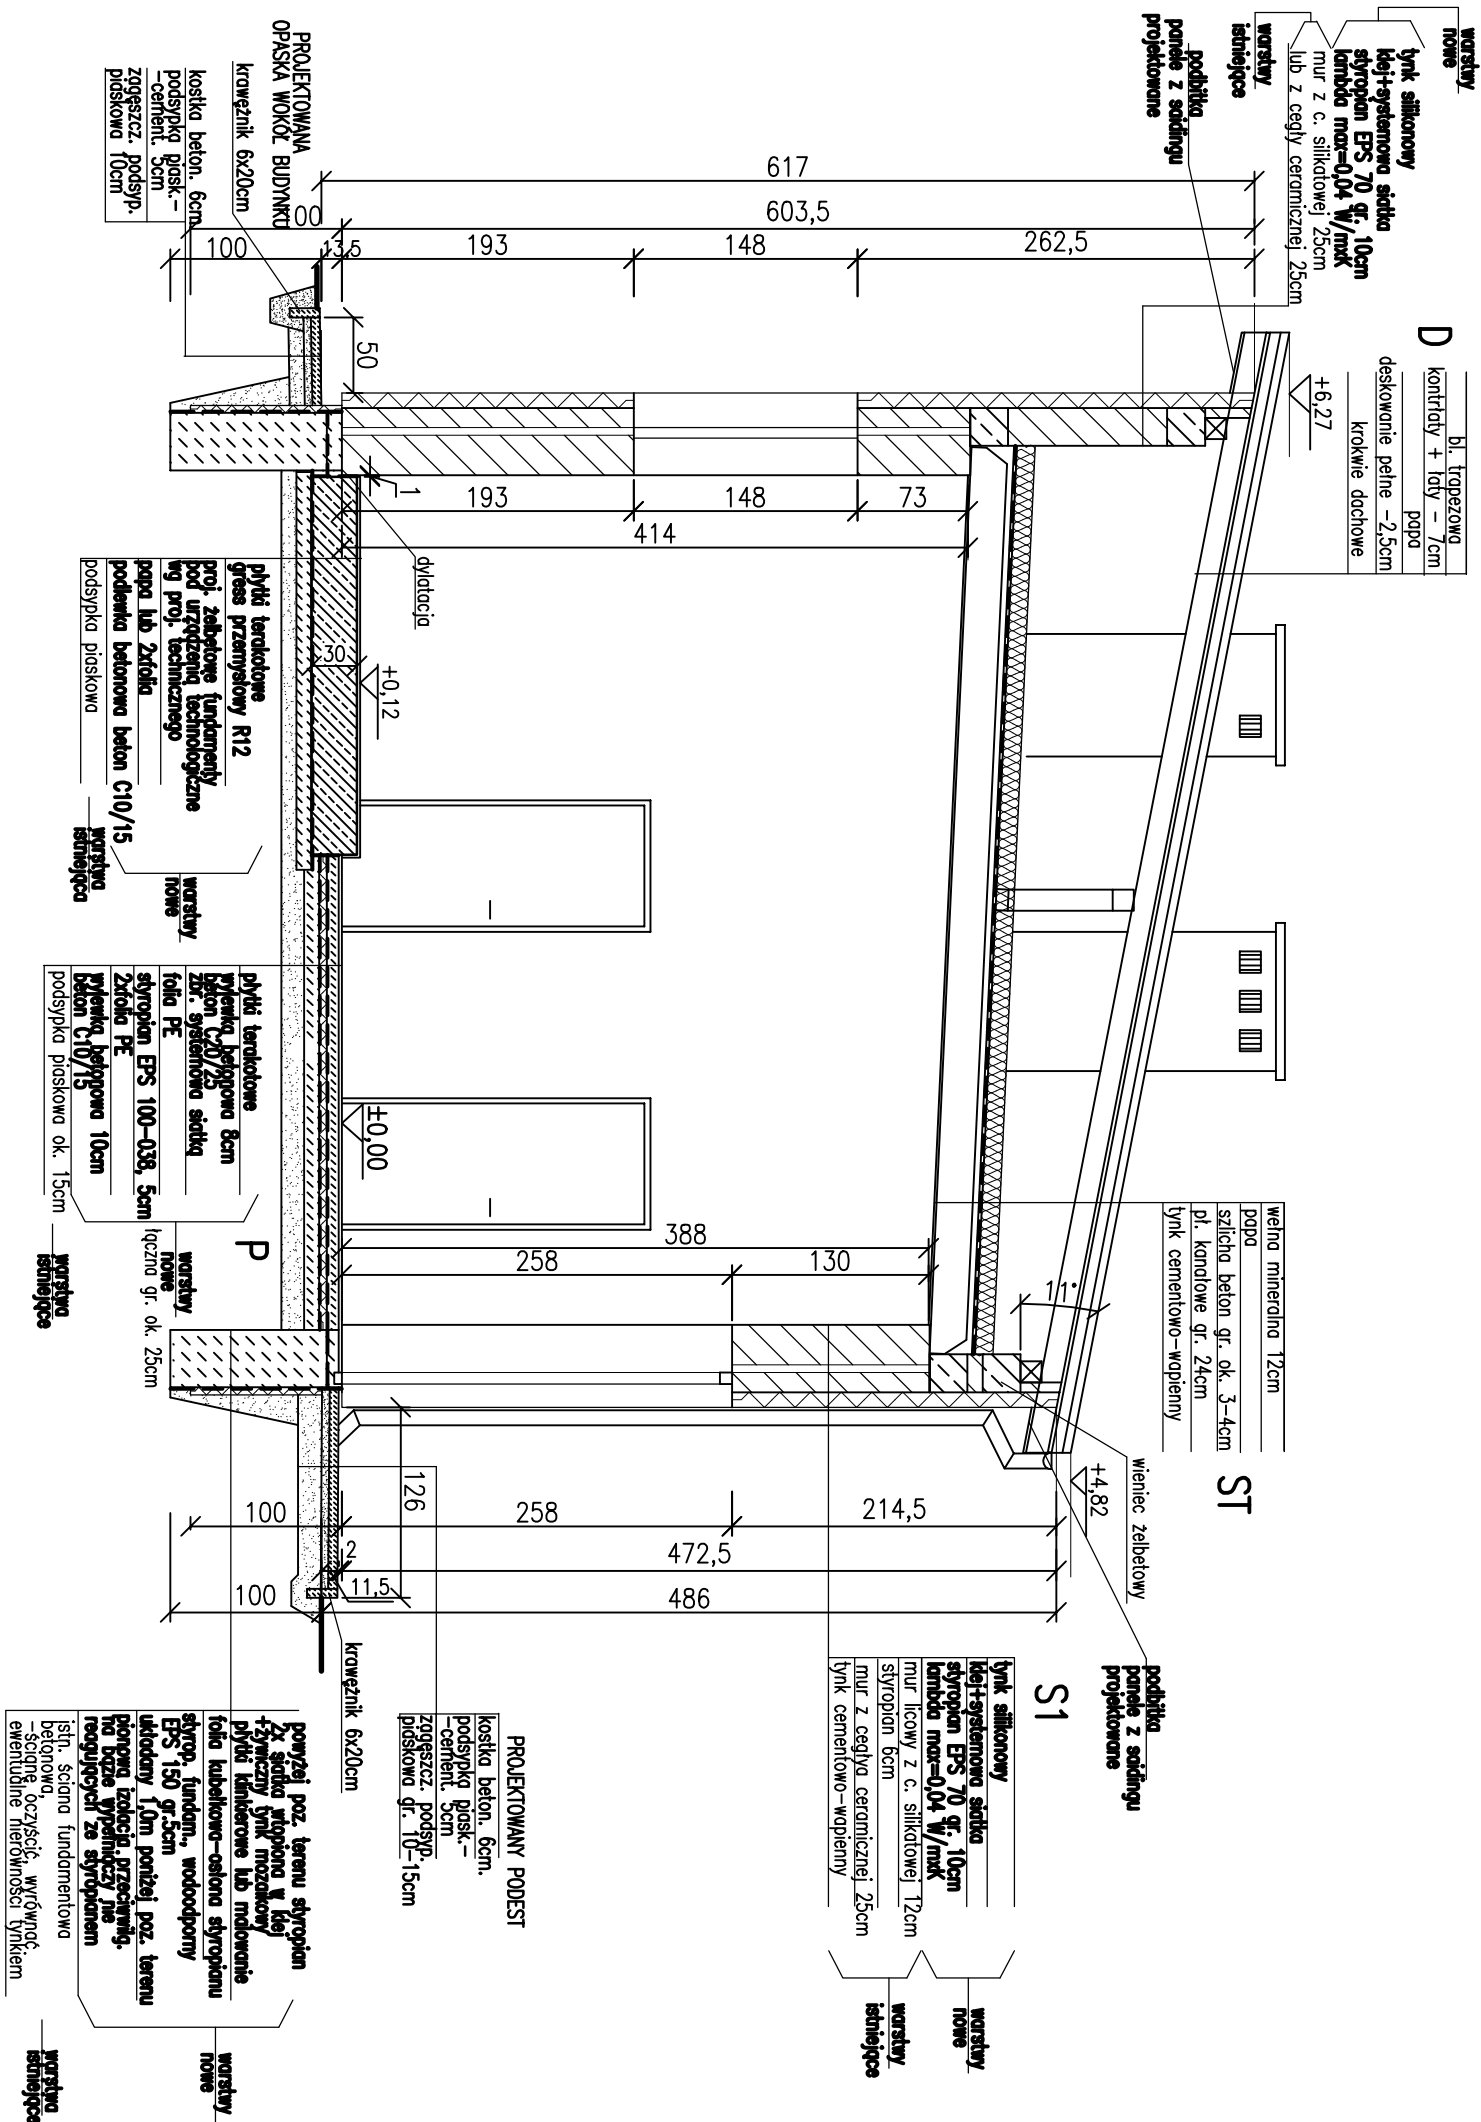 warstwy
nowe
tynk silikonowy
klej+systemowa siatka
styropian EPS 70 gr. 10cm
lambda max=0,04 W/mxK
mur z c. silikatowej 25cm
lub z cegły ceramicznej 25cm
warstwy
istniejące
podbitka
panele z saidingu
projektowane
D
bl. trapezowa
kontrłaty + łaty - 7cm
papa
deskowanie pełne -2,5cm
krokwie dachowe
+6,27
617
603,5
262,5
148
193
13,5
100
00
PROJEKTOWANA
OPASKA WOKÓŁ BUDYNKU
krawężnik 6x20cm
kostka beton. 6cm
podsypka piask.-
-cement. 5cm
zagęszcz. podsyp.
piaskowa 10cm
50
1
193
148
73
414
dylatacja
30
+0,12
płytki terakotowe
gress przemysłowy R12
proj. żelbetowe fundamenty
pod urządzenia technologiczne
wg proj. technicznego
papa lub 2xfolia
podlewka betonowa beton C10/15
podsypka piaskowa
warstwa
istniejąca
warstwy
nowe
±0,00
płytki terakotowe
wylewka betonowa 8cm
beton C20/25
zbr. systemowa siatką
folia PE
styropian EPS 100-038, 5cm
2xfolia PE
wylewka betonowa 10cm
beton C10/15
podsypka piaskowa ok. 15cm
warstwa
istniejące
P
warstwy
nowe
łączna gr. ok. 25cm
388
258
130
11°
wełna mineralna 12cm
papa
szlichta beton gr. ok. 3-4cm
pł. kanałowe gr. 24cm
tynk cementowo-wapienny
ST
+4,82
wieniec żelbetowy
podbitka
panele z saidingu
projektowane
126
100
258
214,5
472,5
2
11,5
100
486
krawężnik 6x20cm
S1
tynk silikonowy
klej+systemowa siatka
styropian EPS 70 gr. 10cm
lambda max=0,04 W/mxK
mur licowy z c. silikatowej 12cm
styropian 6cm
mur z cegłya ceramicznej 25cm
tynk cementowo-wapienny
warstwy
nowe
warstwy
istniejące
PROJEKTOWANY PODEST
kostka beton. 6cm.
podsypka piask.-
-cement. 5cm
zagęszcz. podsyp.
piaskowa gr. 10-15cm
powyżej poz. terenu styropian
2x siatka wtopiona w klej
+żywiczny tynk mozaikowy
płytki klinkierowe lub malowanie
folia kubełkowa-osłona styropianu
styrop. fundam., wodoodporny
EPS 150 gr.5cm
układany 1,0m poniżej poz. terenu
pionowa izolacja przeciwwilg.
na bazie wypełniaczy nie
reagujących ze styropianem
istn. ściana fundamentowa
betonowa,
-ścianę oczyścić, wyrównać
ewentualne nierówności tynkiem
warstwy
nowe
warstwa
istniejące